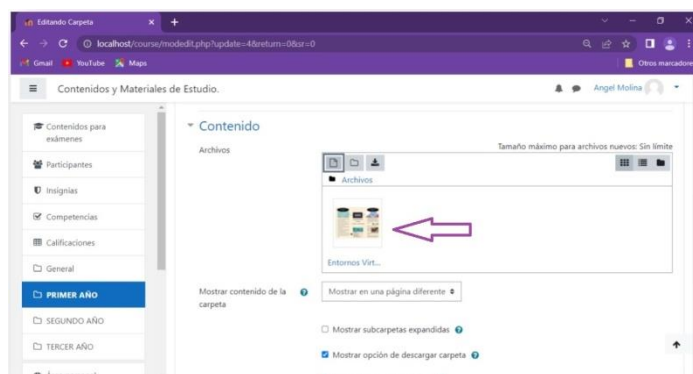 Editando Carpeta
localhost/course/modedit.php?update=4&return=0&sr=0
Gmail YouTube Maps Otros marcadores
Contenidos y Materiales de Estudio. Angel Molina
Contenidos para exámenes
Participantes
Insignias
Competencias
Calificaciones
General
PRIMER AÑO
SEGUNDO AÑO
TERCER AÑO
Contenido
Archivos
Tamaño máximo para archivos nuevos: Sin límite
Archivos
Entornos Virt...
Mostrar contenido de la carpeta
Mostrar en una página diferente
Mostrar subcarpetas expandidas
Mostrar opción de descargar carpeta